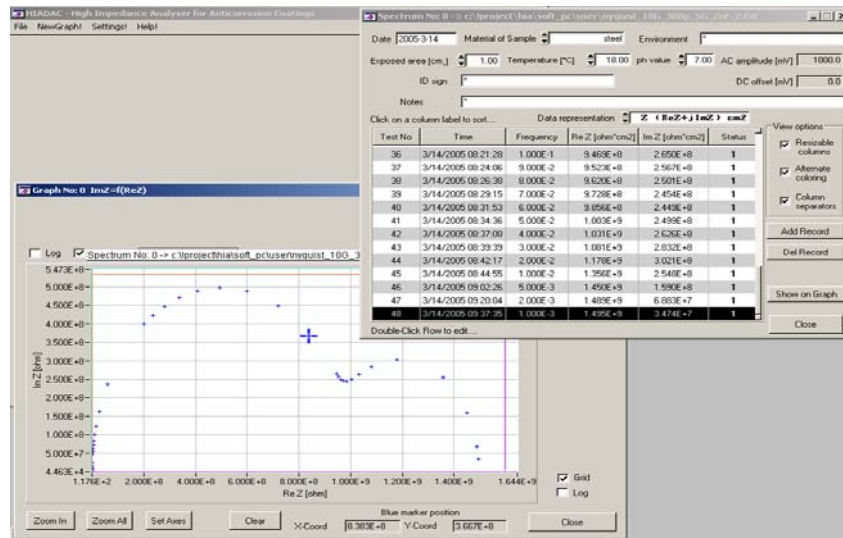 HIADAC - High Impedance Analyser for Anticorrosion Coatings
File NewGraph! Settings! Help!
Spectrum No: 0 -> c:\!project\hia\soft_pc\user\nyquist_10G_
Date 2005-3-14 Material of Sample steel Environment *
Exposed area [cm,] 1.00 Temperature [°C] 18.00 ph value 7.00 AC amplitude [mV] 1000.0
ID sign * DC offset [mV] 0.0
Notes *
Click on a column label to sort... Data representation Z (ReZ+jImZ) cm2
View options
Resizable columns
Alternate coloring
Column separators
Test No Time Frequency Re Z [ohm*cm2] Im Z [ohm*cm2] Status
36 3/14/2005 08:21:28 1.000E-1 9.469E+8 2.650E+8 1
37 3/14/2005 08:24:06 9.000E-2 9.523E+8 2.567E+8 1
38 3/14/2005 08:26:38 8.000E-2 9.620E+8 2.501E+8 1
39 3/14/2005 08:29:15 7.000E-2 9.728E+8 2.454E+8 1
40 3/14/2005 08:31:53 6.000E-2 9.856E+8 2.449E+8 1
41 3/14/2005 08:34:36 5.000E-2 1.003E+9 2.499E+8 1
42 3/14/2005 08:37:08 4.000E-2 1.031E+9 2.626E+8 1
43 3/14/2005 08:39:39 3.000E-2 1.081E+9 2.832E+8 1
44 3/14/2005 08:42:17 2.000E-2 1.178E+9 3.021E+8 1
45 3/14/2005 08:44:55 1.000E-2 1.356E+9 2.548E+8 1
46 3/14/2005 09:02:26 5.000E-3 1.450E+9 1.590E+8 1
47 3/14/2005 09:20:04 2.000E-3 1.489E+9 6.883E+7 1
48 3/14/2005 09:37:35 1.000E-3 1.495E+9 3.474E+7 1
Double-Click Row to edit...
Add Record
Del Record
Show on Graph
Close
Graph No: 0 ImZ=f(ReZ)
Log Spectrum No: 0 -> c:\!project\hia\soft_pc\user\nyquist_10G_3
5.473E+8
5.000E+8
4.500E+8
4.000E+8
3.500E+8
3.000E+8
2.500E+8
2.000E+8
1.500E+8
1.000E+8
5.000E+7
4.463E+4
Im Z [ohm]
1.176E+2 2.000E+8 4.000E+8 6.000E+8 8.000E+8 1.000E+9 1.200E+9 1.400E+9 1.644E+9
Re Z [ohm]
Grid
Log
Blue marker position
Zoom In Zoom All Set Axes Clear X-Coord 8.383E+8 Y-Coord 3.667E+8 Close